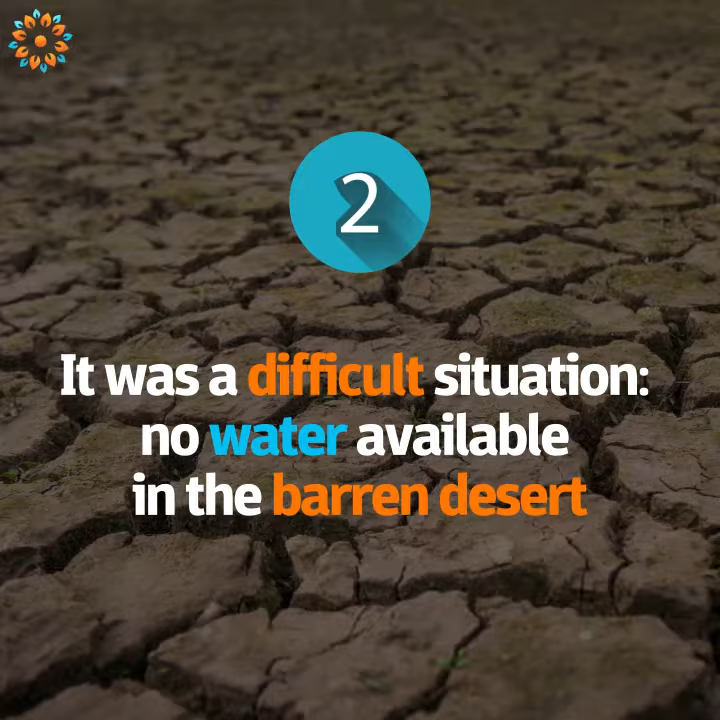 2
It was a difficult situation:
no water available
in the barren desert